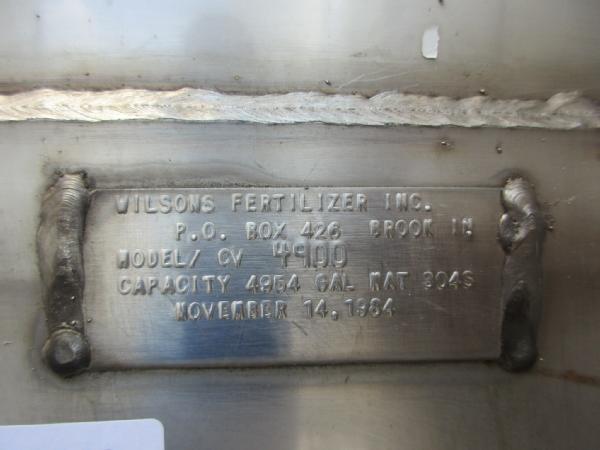 WILSONS FERTILIZER INC.
P.O. BOX 426 BROOK IN
MODEL/ CV 4900
CAPACITY 4954 GAL MAT 304S
NOVEMBER 14,1984